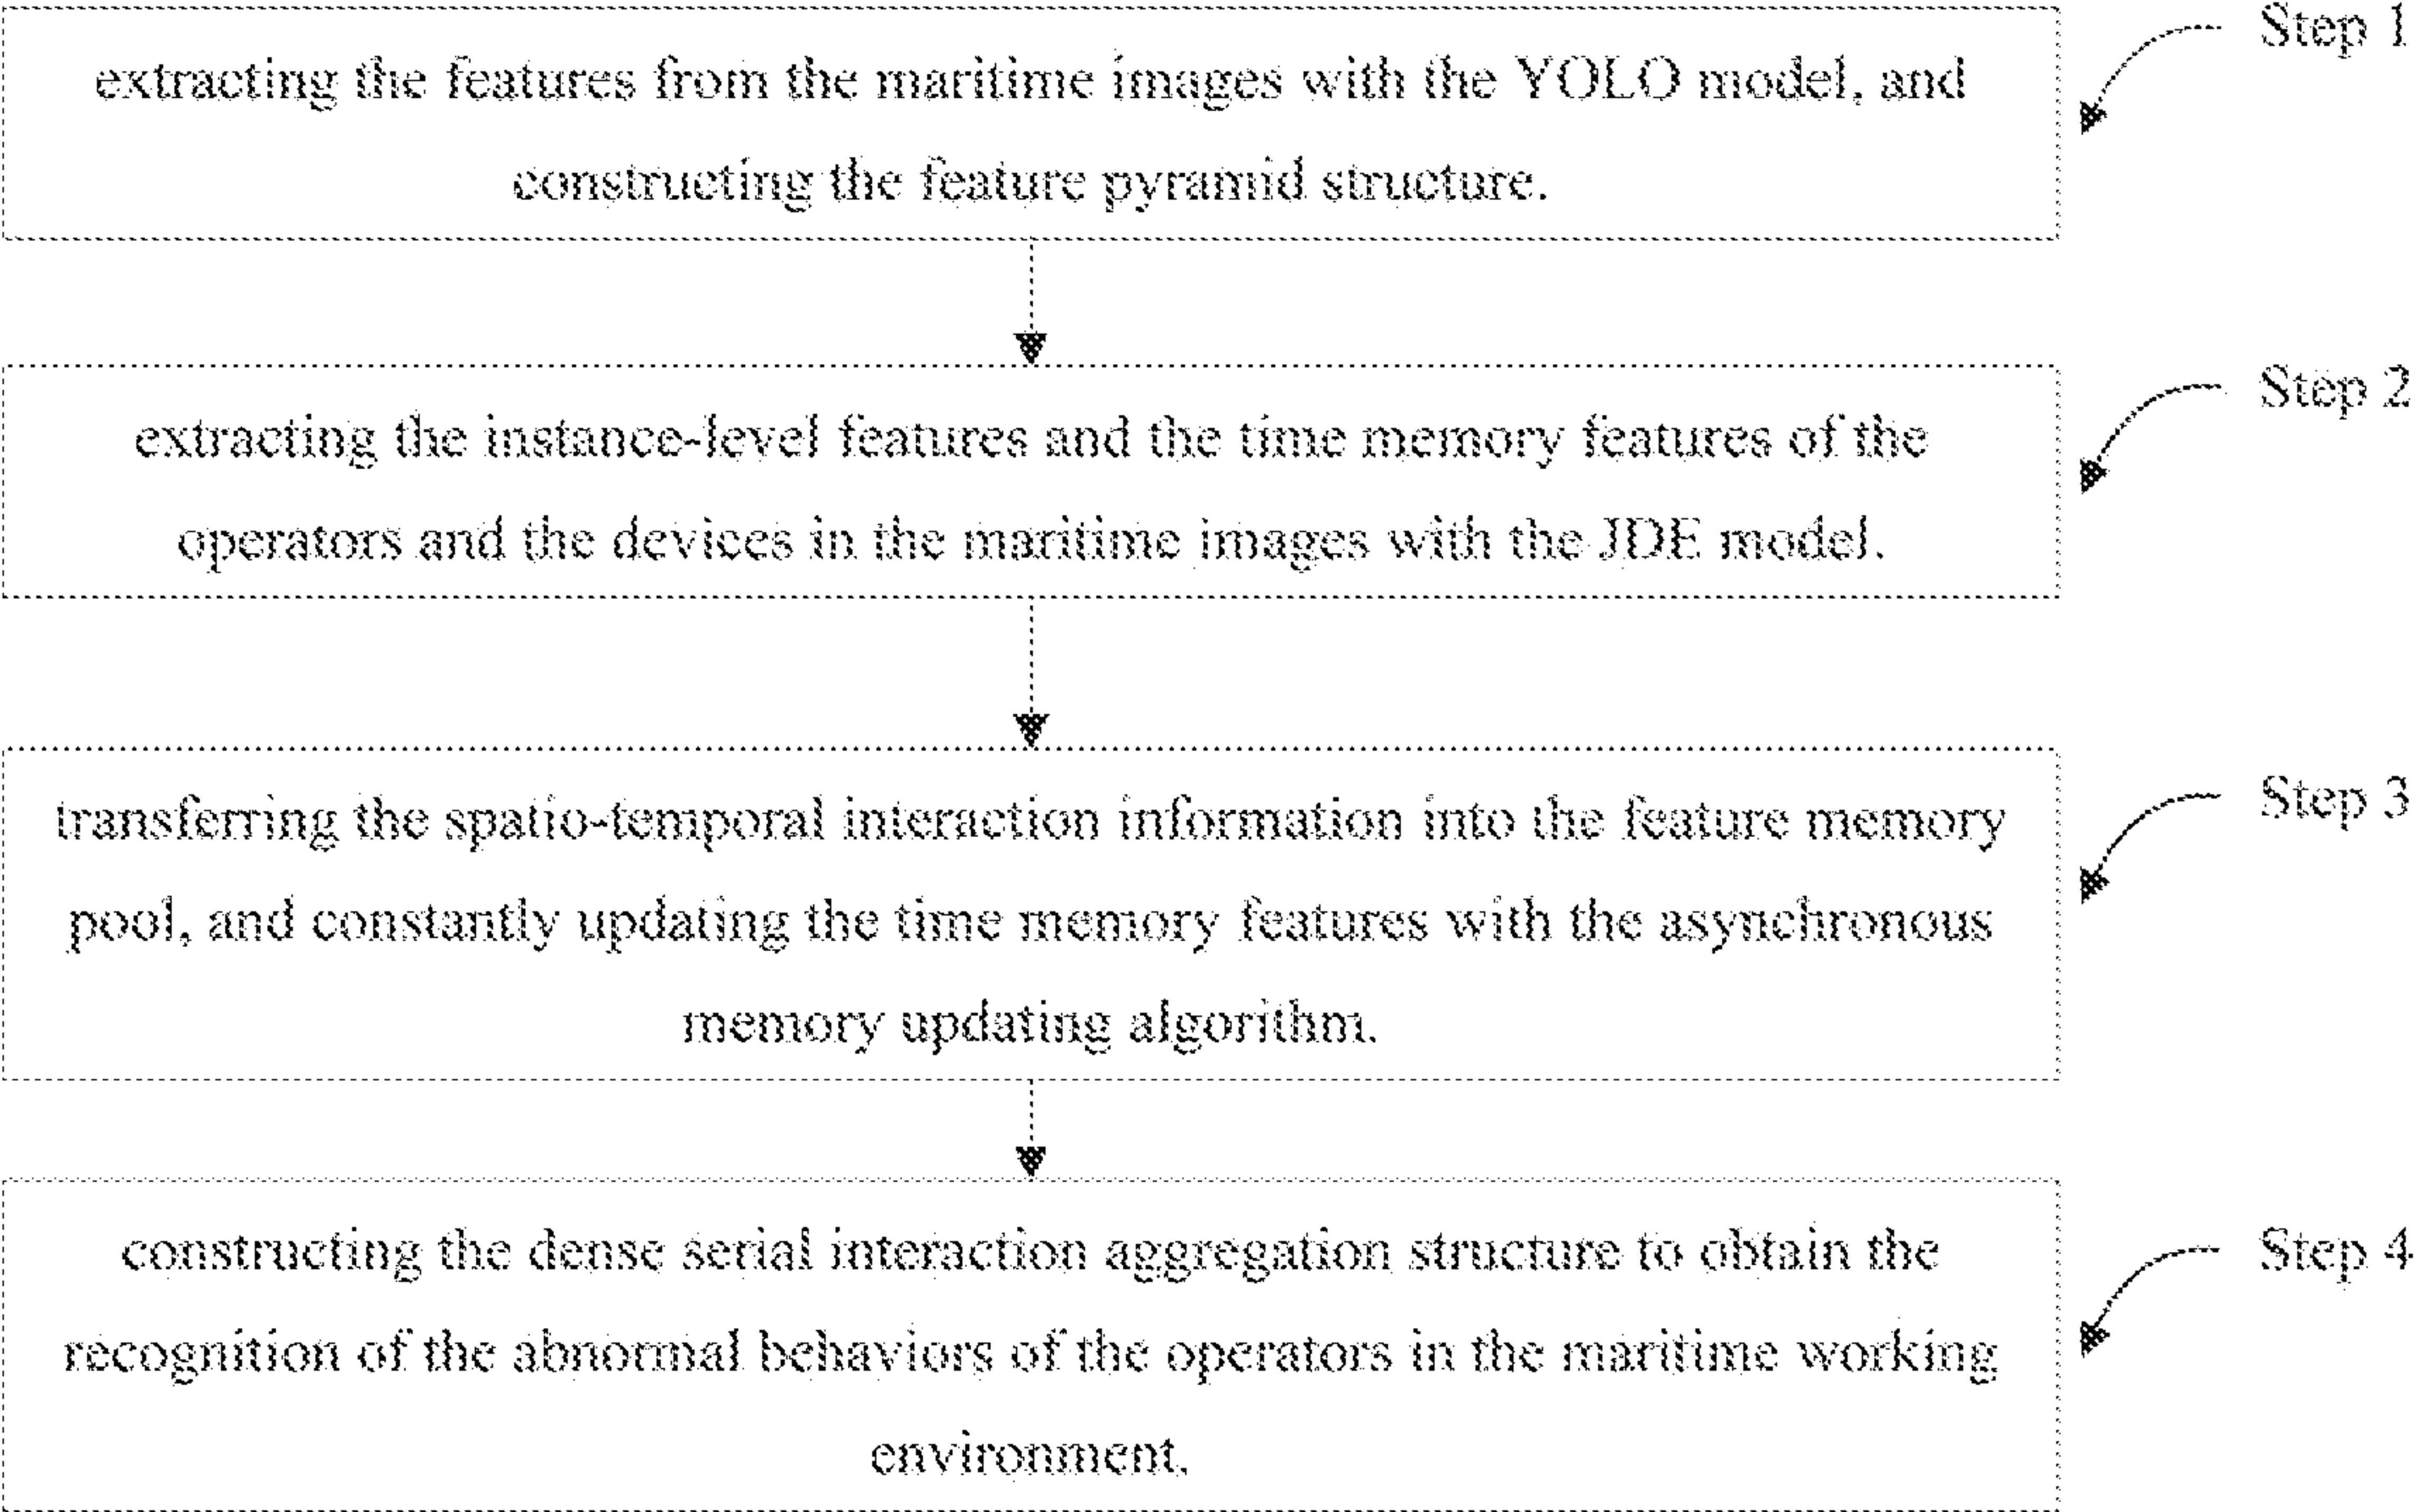 Step 1
extracting the features from the maritime images with the YOLO model, and
constructing the feature pyramid structure.
Step 2
extracting the instance-level features and the time memory features of the
operators and the devices in the maritime images with the JDE model.
Step 3
transferring the spatio-temporal interaction information into the feature memory
pool, and constantly updating the time memory features with the asynchronous
memory updating algorithm.
Step 4
constructing the dense serial interaction aggregation structure to obtain the
recognition of the abnormal behaviors of the operators in the maritime working
environment.